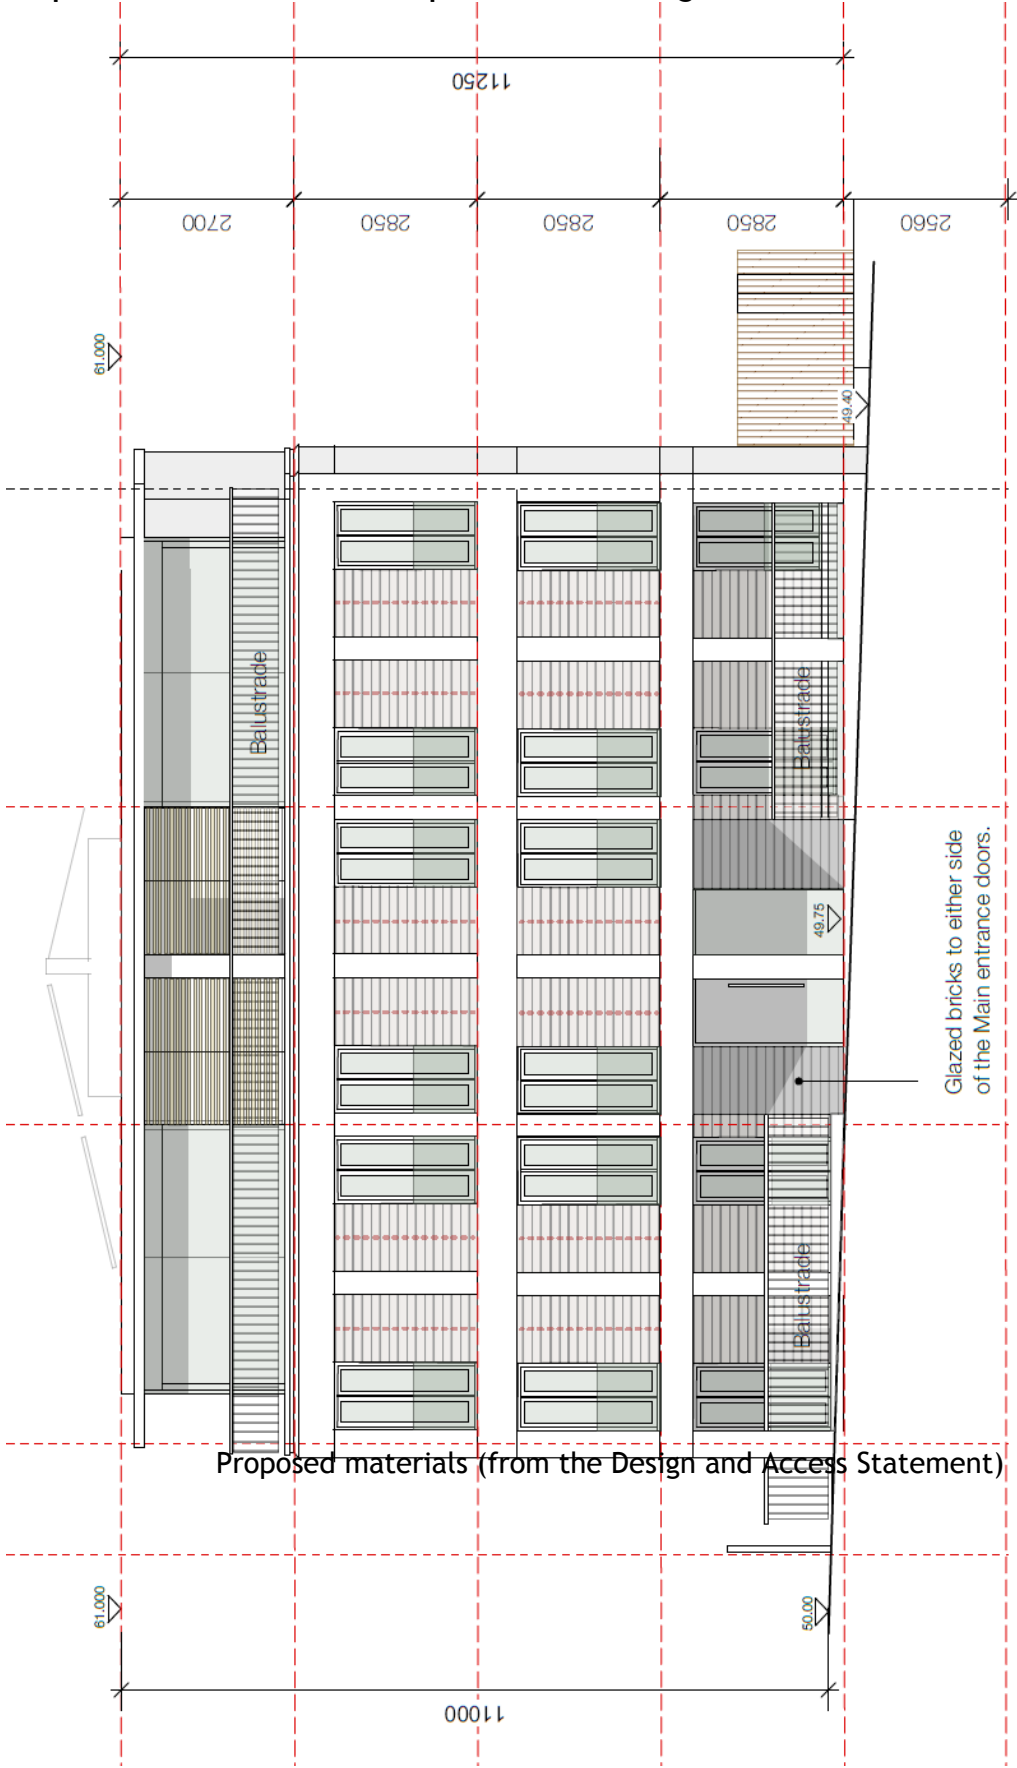 11250
2700
2850
2850
2850
2560
61.000
49.40
Balustrade
Balustrade
49.75
Glazed bricks to either side
of the Main entrance doors.
Balustrade
Proposed materials (from the Design and Access Statement)
61.000
50.00
11000